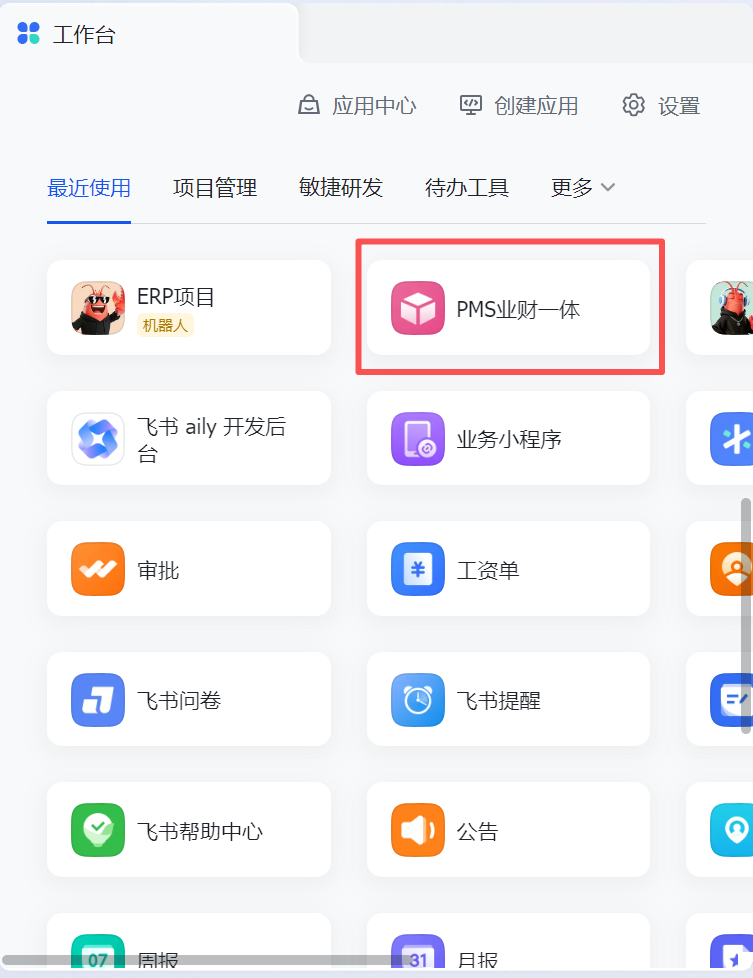 工作台
应用中心 创建应用 设置
最近使用 项目管理 敏捷研发 待办工具 更多
ERP项目
机器人
PMS业财一体
飞书 aily 开发后
台
业务小程序
审批
工资单
飞书问卷
飞书提醒
飞书帮助中心
公告
07
周报
31
月报